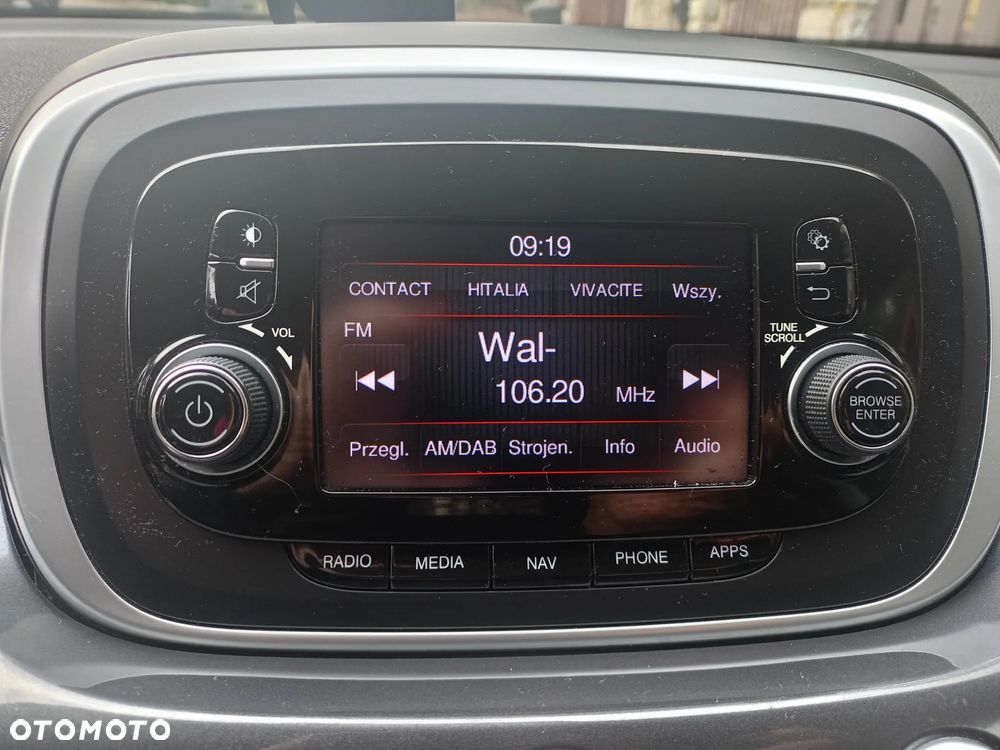 09:19
CONTACT HITALIA VIVACITE Wszy.
FM
Wal-
106.20 MHz
Przegl. AM/DAB Strojen. Info Audio
VOL
TUNE
SCROLL
BROWSE
ENTER
RADIO MEDIA NAV PHONE APPS
OTOMOTO